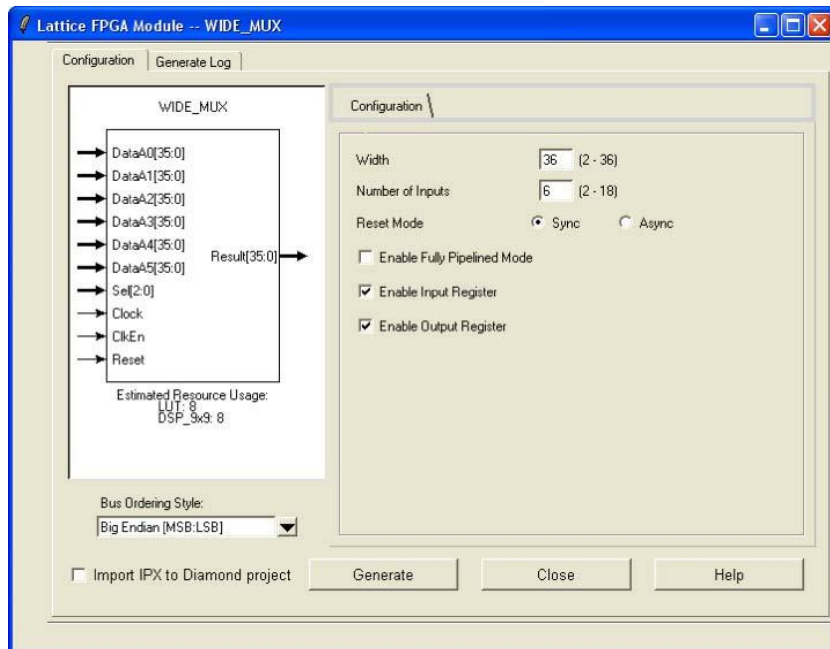 Lattice FPGA Module -- WIDE_MUX
Configuration
Generate Log
WIDE_MUX
DataA0[35:0]
DataA1[35:0]
DataA2[35:0]
DataA3[35:0]
DataA4[35:0]
DataA5[35:0]
Sel[2:0]
Clock
ClkEn
Reset
Result[35:0]
Estimated Resource Usage:
LUT: 8
DSP_9x9: 8
Bus Ordering Style:
Big Endian [MSB:LSB]
Configuration
Width 36 (2 - 36)
Number of Inputs 6 (2 - 18)
Reset Mode Sync Async
Enable Fully Pipelined Mode
Enable Input Register
Enable Output Register
Import IPX to Diamond project
Generate
Close
Help